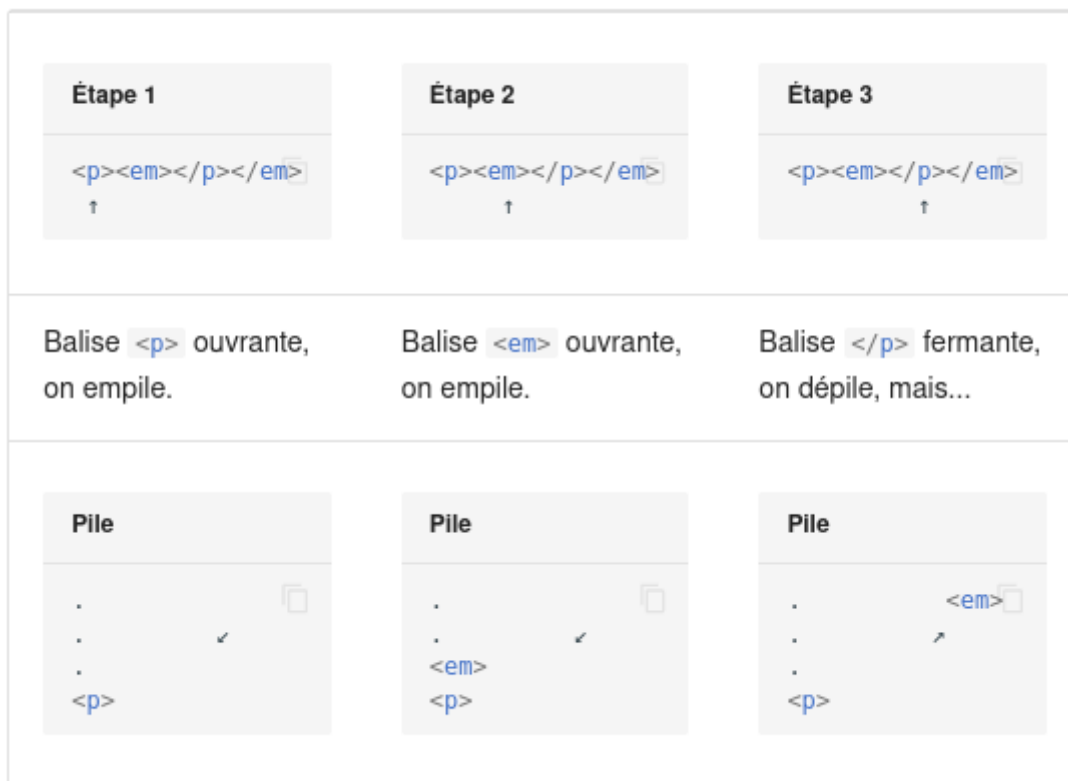 Étape 1
Étape 2
Étape 3
<p><em></p></em>
↑
<p><em></p></em>
↑
<p><em></p></em>
↑
Balise <p> ouvrante,
on empile.
Balise <em> ouvrante,
on empile.
Balise </p> fermante,
on dépile, mais...
Pile
.
. ↙
.
<p>
Pile
.
. ↙
<em>
<p>
Pile
. <em>
. ↗
.
<p>